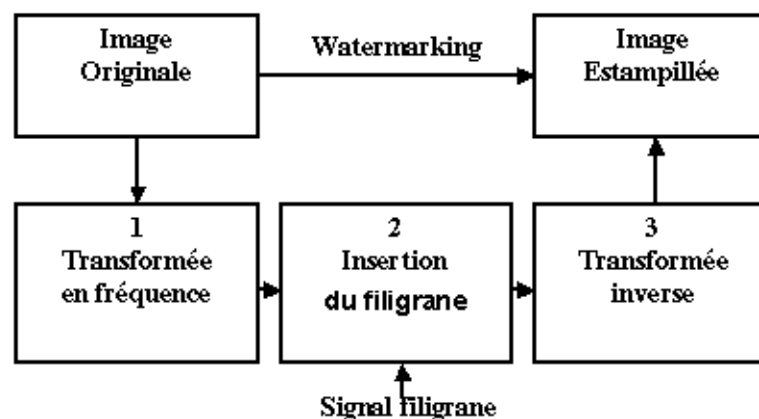 Image
Originale
Watermarking
Image
Estampillée
1
Transformée
en fréquence
2
Insertion
du filigrane
3
Transformée
inverse
Signal filigrane